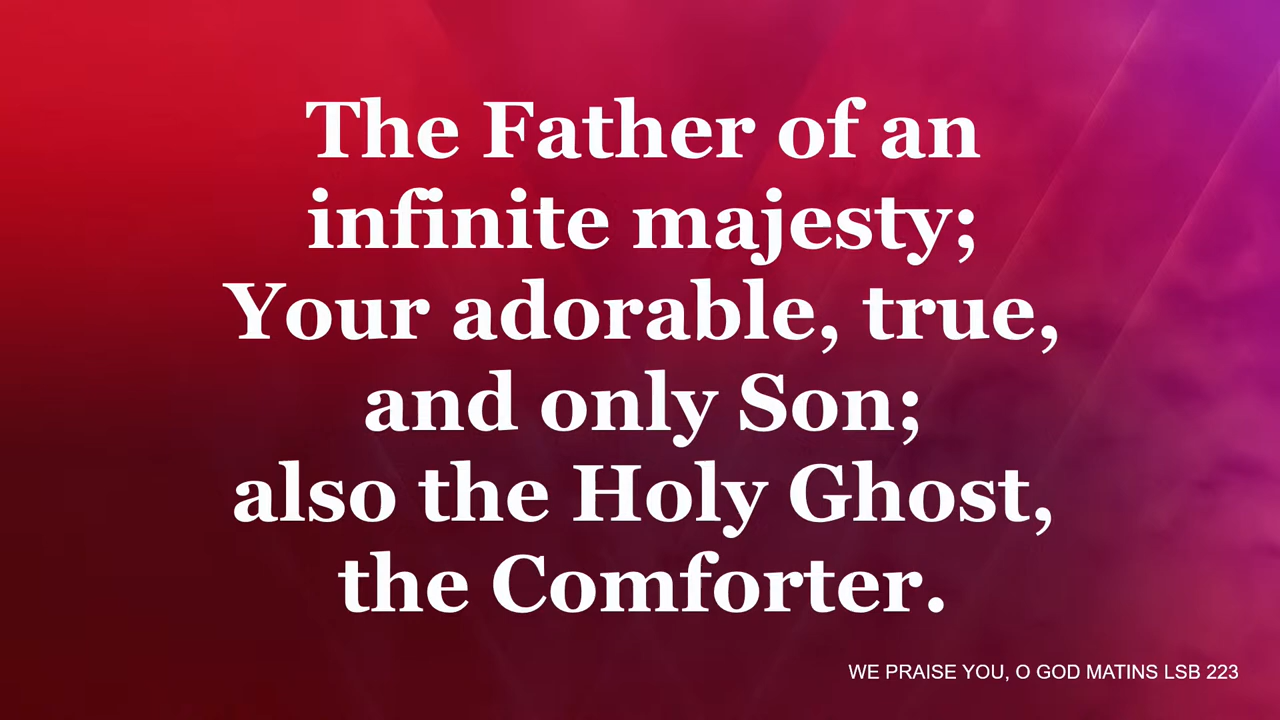 The Father of an
infinite majesty;
Your adorable, true,
and only Son;
also the Holy Ghost,
the Comforter.
WE PRAISE YOU, O GOD MATINS LSB 223